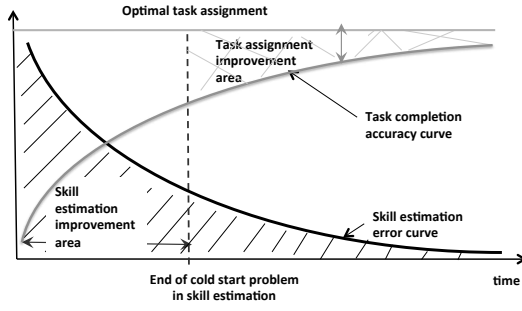 Optimal task assignment
Task assignment
improvement
area
Task completion
accuracy curve
Skill
estimation
improvement
area
Skill estimation
error curve
End of cold start problem
in skill estimation
time